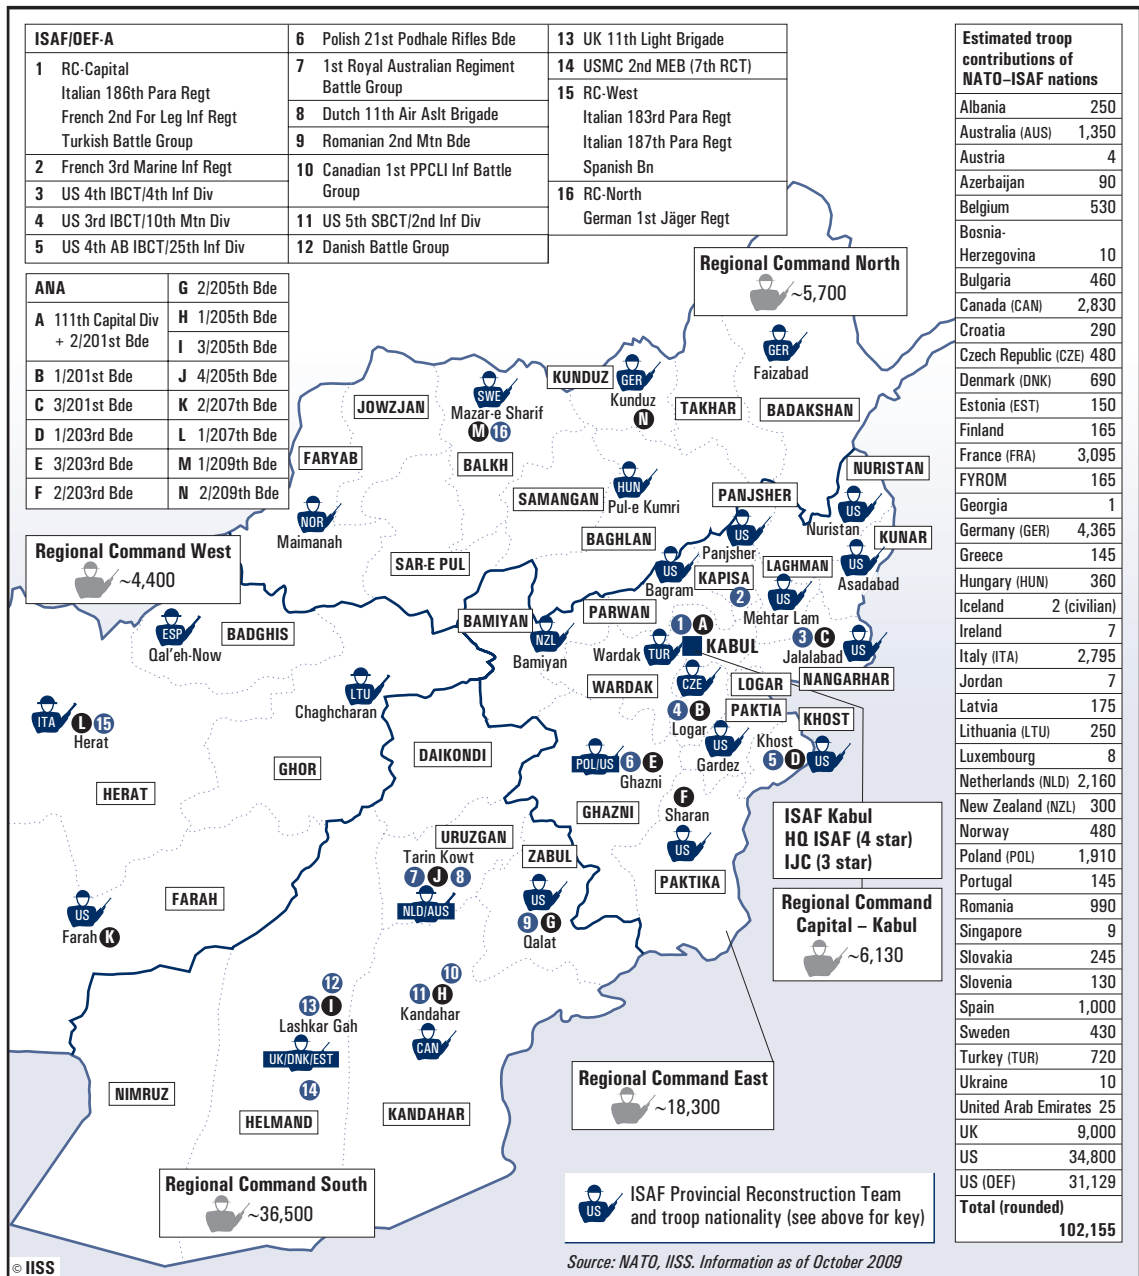 ISAF/OEF-A
1 RC-Capital
Italian 186th Para Regt
French 2nd For Leg Inf Regt
Turkish Battle Group
2 French 3rd Marine Inf Regt
3 US 4th IBCT/4th Inf Div
4 US 3rd IBCT/10th Mtn Div
5 US 4th AB IBCT/25th Inf Div
6 Polish 21st Podhale Rifles Bde
7 1st Royal Australian Regiment
Battle Group
8 Dutch 11th Air Aslt Brigade
9 Romanian 2nd Mtn Bde
10 Canadian 1st PPCLI Inf Battle
Group
11 US 5th SBCT/2nd Inf Div
12 Danish Battle Group
13 UK 11th Light Brigade
14 USMC 2nd MEB (7th RCT)
15 RC-West
Italian 183rd Para Regt
Italian 187th Para Regt
Spanish Bn
16 RC-North
German 1st Jäger Regt
ANA
A 111th Capital Div
+ 2/201st Bde
B 1/201st Bde
C 3/201st Bde
D 1/203rd Bde
E 3/203rd Bde
F 2/203rd Bde
G 2/205th Bde
H 1/205th Bde
I 3/205th Bde
J 4/205th Bde
K 2/207th Bde
L 1/207th Bde
M 1/209th Bde
N 2/209th Bde
Regional Command North
~5,700
GER
Faizabad
KUNDUZ
GER
Kunduz
N
TAKHAR
BADAKSHAN
JOWZJAN
SWE
Mazar-e Sharif
M 16
BALKH
FARYAB
NOR
Maimanah
SAMANGAN
HUN
Pul-e Kumri
BAGHLAN
SAR-E PUL
PANJSHER
US
Panjsher
NURISTAN
US
Nuristan
KUNAR
US
Asadabad
LAGHMAN
US
Mehtar Lam
KAPISA
2
US
Bagram
PARWAN
BAMIYAN
NZL
Bamiyan
Regional Command West
~4,400
ESP
Qal'eh-Now
BADGHIS
1 A
KABUL
Wardak
TUR
WARDAK
3 C
Jalalabad
US
NANGARHAR
CZE
LOGAR
4 B
Logar
PAKTIA
US
Gardez
KHOST
Khost
5 D
US
LTU
Chaghcharan
ITA
L 15
Herat
HERAT
GHOR
DAIKONDI
POL/US
6 E
Ghazni
GHAZNI
F
Sharan
US
PAKTIKA
ISAF Kabul
HQ ISAF (4 star)
IJC (3 star)
Regional Command
Capital – Kabul
~6,130
URUZGAN
Tarin Kowt
7 J 8
NLD/AUS
ZABUL
US
9 G
Qalat
FARAH
US
Farah K
12
13 I
Lashkar Gah
UK/DNK/EST
14
10
11 H
Kandahar
CAN
NIMRUZ
HELMAND
KANDAHAR
Regional Command East
~18,300
Regional Command South
~36,500
US
ISAF Provincial Reconstruction Team
and troop nationality (see above for key)
Source: NATO, IISS. Information as of October 2009
© IISS
Estimated troop
contributions of
NATO–ISAF nations
Albania 250
Australia (AUS) 1,350
Austria 4
Azerbaijan 90
Belgium 530
Bosnia-
Herzegovina 10
Bulgaria 460
Canada (CAN) 2,830
Croatia 290
Czech Republic (CZE) 480
Denmark (DNK) 690
Estonia (EST) 150
Finland 165
France (FRA) 3,095
FYROM 165
Georgia 1
Germany (GER) 4,365
Greece 145
Hungary (HUN) 360
Iceland 2 (civilian)
Ireland 7
Italy (ITA) 2,795
Jordan 7
Latvia 175
Lithuania (LTU) 250
Luxembourg 8
Netherlands (NLD) 2,160
New Zealand (NZL) 300
Norway 480
Poland (POL) 1,910
Portugal 145
Romania 990
Singapore 9
Slovakia 245
Slovenia 130
Spain 1,000
Sweden 430
Turkey (TUR) 720
Ukraine 10
United Arab Emirates 25
UK 9,000
US 34,800
US (OEF) 31,129
Total (rounded)
102,155